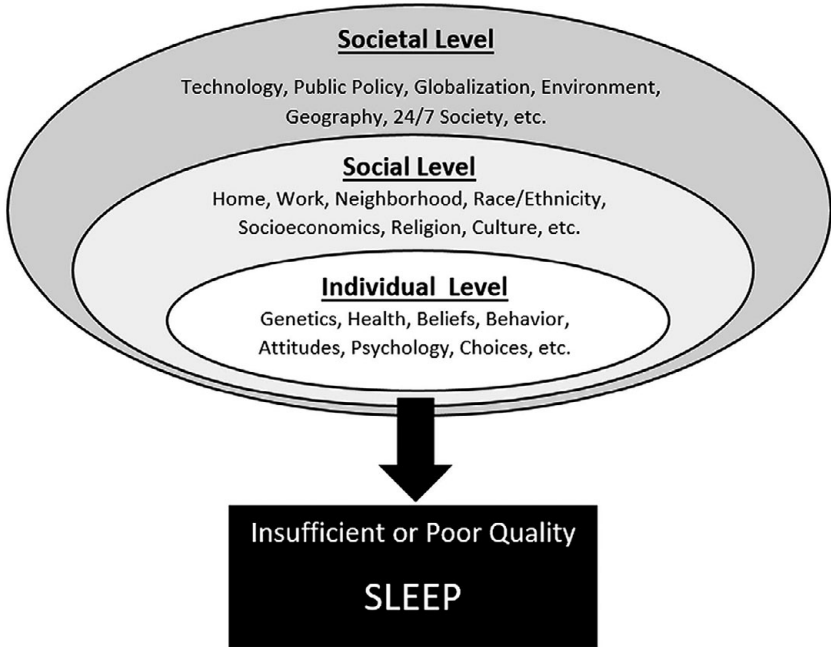 Societal Level
Technology, Public Policy, Globalization, Environment,
Geography, 24/7 Society, etc.
Social Level
Home, Work, Neighborhood, Race/Ethnicity,
Socioeconomics, Religion, Culture, etc.
Individual Level
Genetics, Health, Beliefs, Behavior,
Attitudes, Psychology, Choices, etc.
Insufficient or Poor Quality
SLEEP